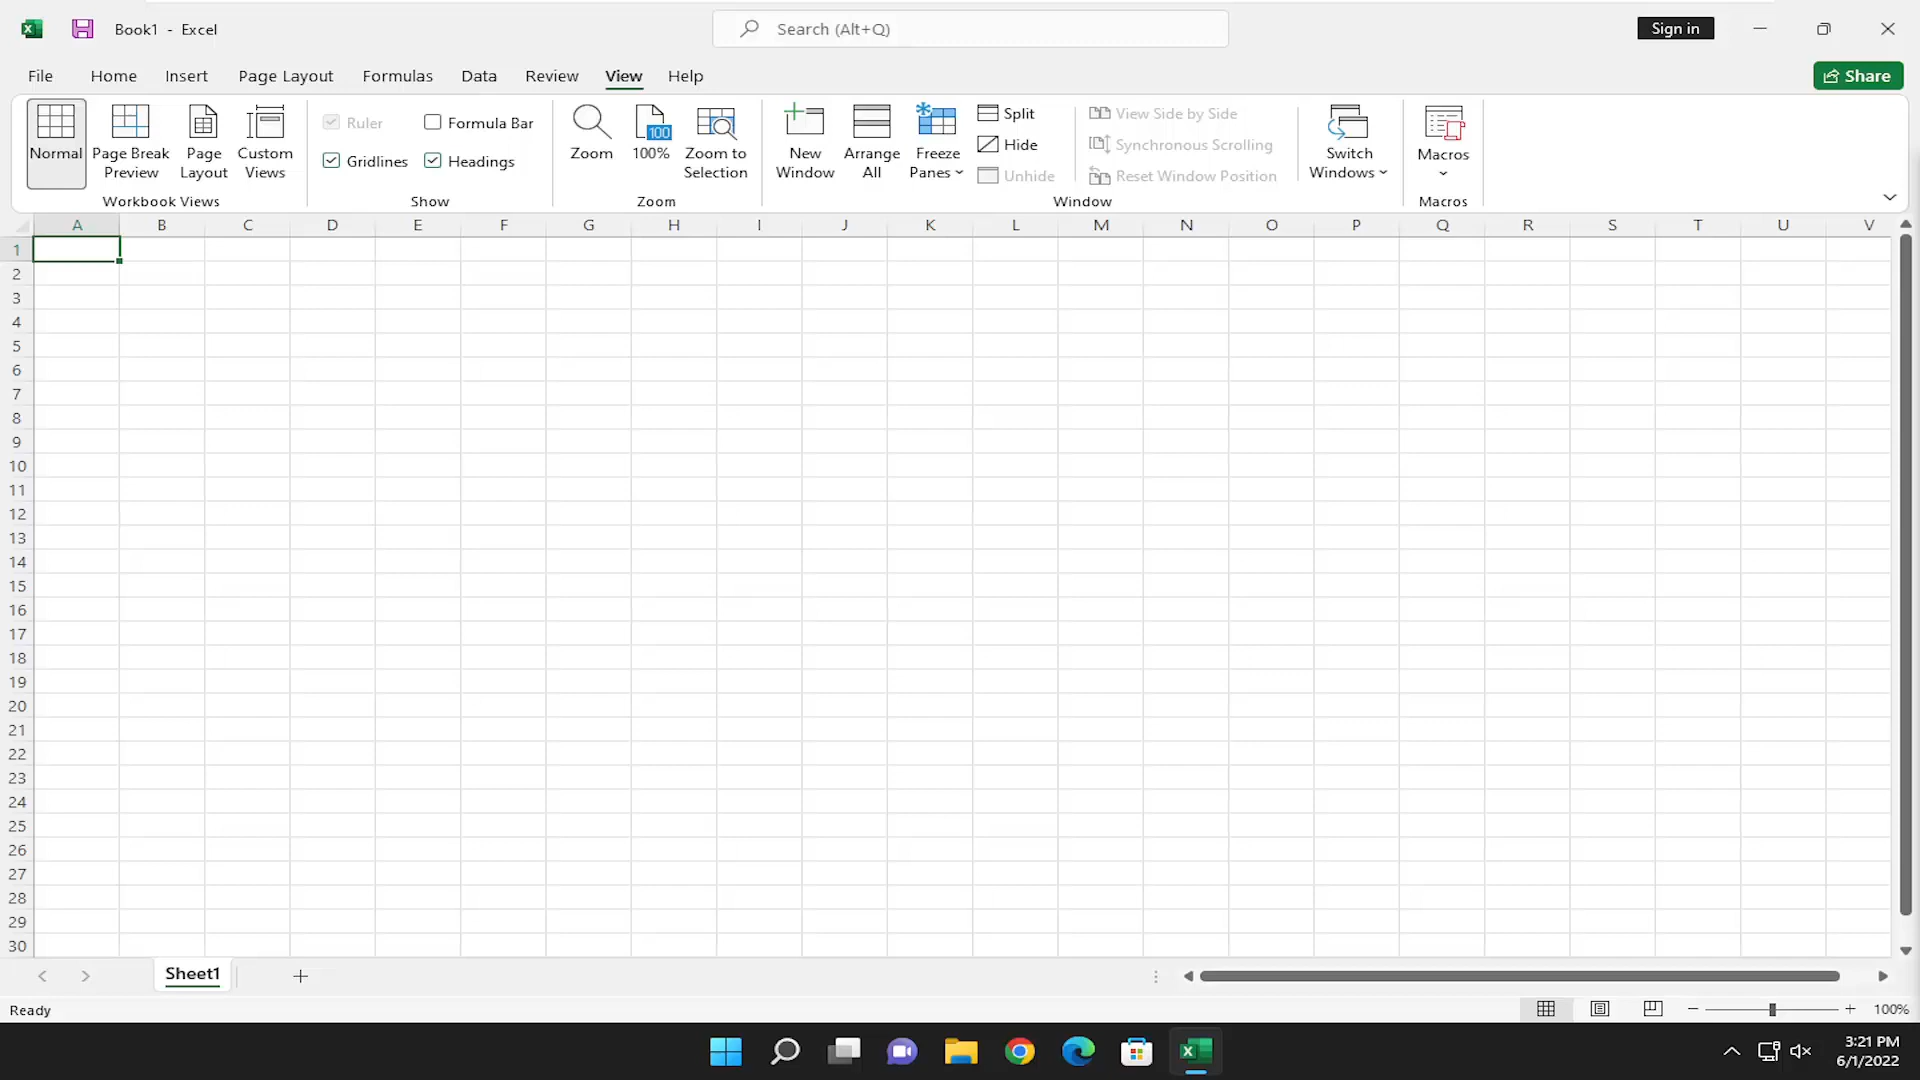 Book1 - Excel
Search (Alt+Q)
Sign in
File Home Insert Page Layout Formulas Data Review View Help
Share
Normal
Page Break Preview
Page Layout
Custom Views
Workbook Views
Ruler
Formula Bar
Gridlines
Headings
Show
Zoom
100
100%
Zoom to Selection
Zoom
New Window
Arrange All
Freeze Panes
Split
Hide
Unhide
View Side by Side
Synchronous Scrolling
Reset Window Position
Window
Switch Windows
Macros
Macros
A B C D E F G H I J K L M N O P Q R S T U V
1
2
3
4
5
6
7
8
9
10
11
12
13
14
15
16
17
18
19
20
21
22
23
24
25
26
27
28
29
30
Sheet1
Ready
100%
3:21 PM
6/1/2022